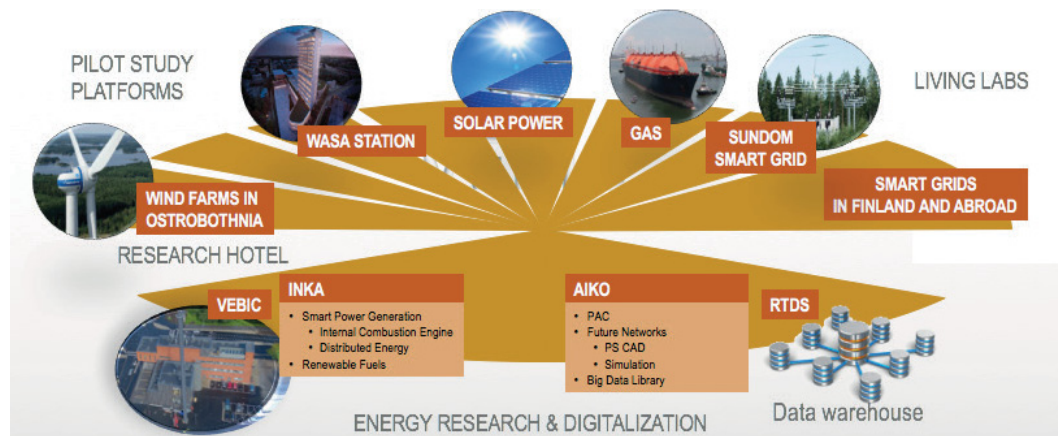 PILOT STUDY
PLATFORMS
LIVING LABS
WASA STATION
SOLAR POWER
GAS
SUNDOM
SMART GRID
WIND FARMS IN
OSTROBOTHNIA
SMART GRIDS
IN FINLAND AND ABROAD
RESEARCH HOTEL
VEBIC
INKA
• Smart Power Generation
• Internal Combustion Engine
• Distributed Energy
• Renewable Fuels
AIKO
• PAC
• Future Networks
• PS CAD
• Simulation
• Big Data Library
RTDS
Data warehouse
ENERGY RESEARCH & DIGITALIZATION